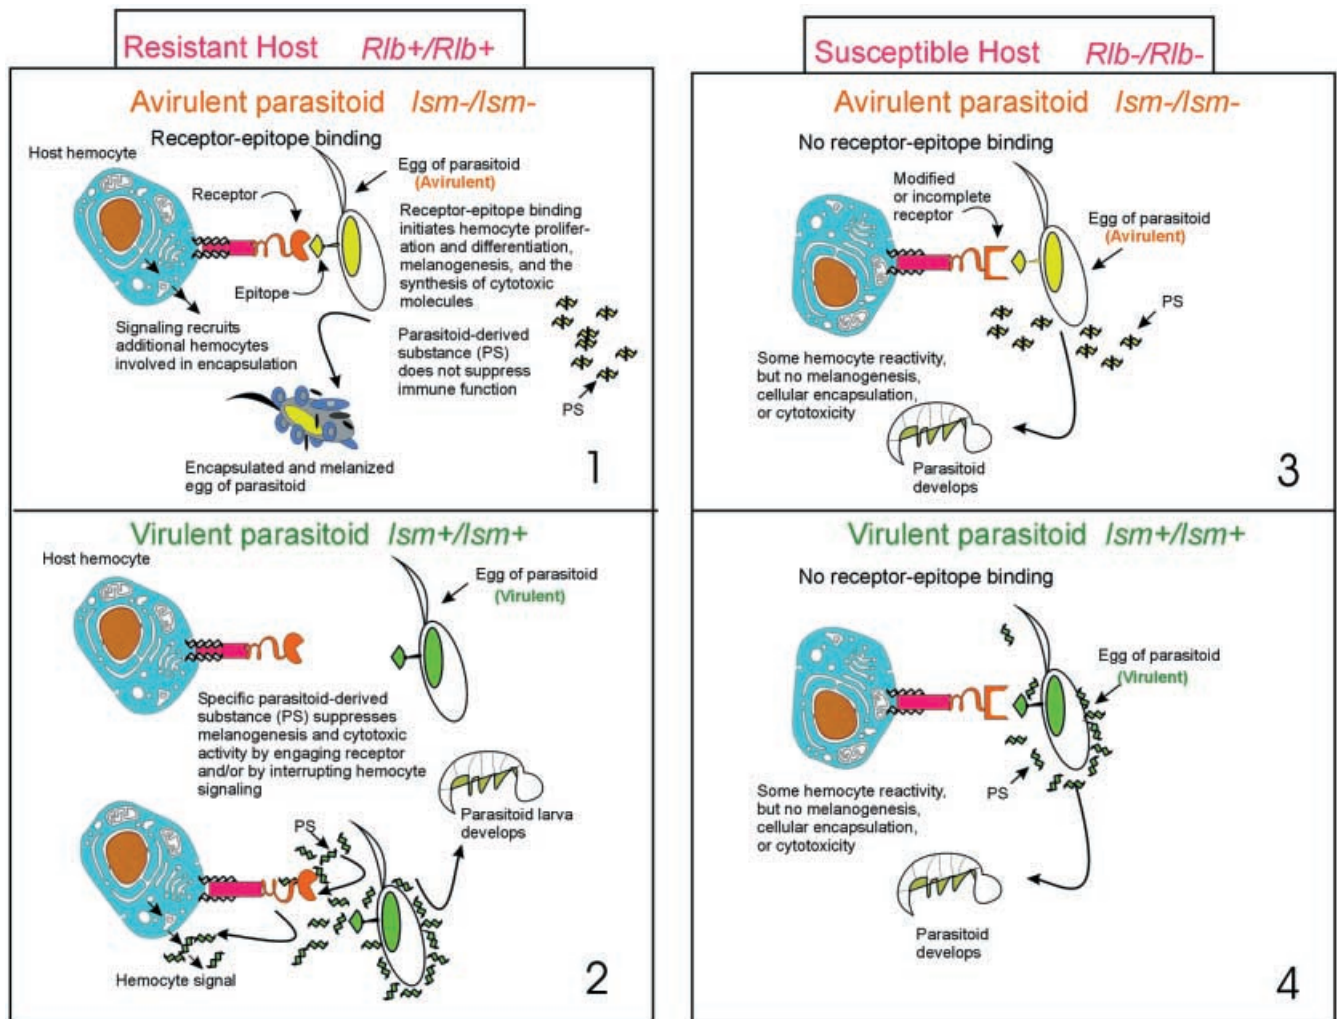 Resistant Host Rlb+/Rlb+
Avirulent parasitoid Ism-/Ism-
Receptor-epitope binding
Host hemocyte
Egg of parasitoid
(Avirulent)
Receptor
Receptor-epitope binding
initiates hemocyte prolifer-
ation and differentiation,
melanogenesis, and the
synthesis of cytotoxic
molecules
Epitope
Signaling recruits
additional hemocytes
involved in encapsulation
Parasitoid-derived
substance (PS)
does not suppress
immune function
PS
Encapsulated and melanized
egg of parasitoid
1
Virulent parasitoid Ism+/Ism+
Host hemocyte
Egg of parasitoid
(Virulent)
Specific parasitoid-derived
substance (PS) suppresses
melanogenesis and cytotoxic
activity by engaging receptor
and/or by interrupting hemocyte
signaling
PS
Parasitoid larva
develops
Hemocyte signal
2
Susceptible Host Rlb-/Rlb-
Avirulent parasitoid Ism-/Ism-
No receptor-epitope binding
Modified
or incomplete
receptor
Egg of parasitoid
(Avirulent)
PS
Some hemocyte reactivity,
but no melanogenesis,
cellular encapsulation,
or cytotoxicity
Parasitoid
develops
3
Virulent parasitoid Ism+/Ism+
No receptor-epitope binding
Egg of parasitoid
(Virulent)
PS
Some hemocyte reactivity,
but no melanogenesis,
cellular encapsulation,
or cytotoxicity
Parasitoid
develops
4